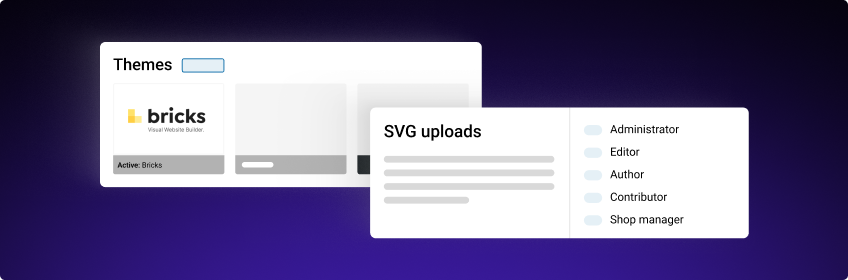 Themes
bricks
Visual Website Builder.
Active: Bricks
SVG uploads
Administrator
Editor
Author
Contributor
Shop manager